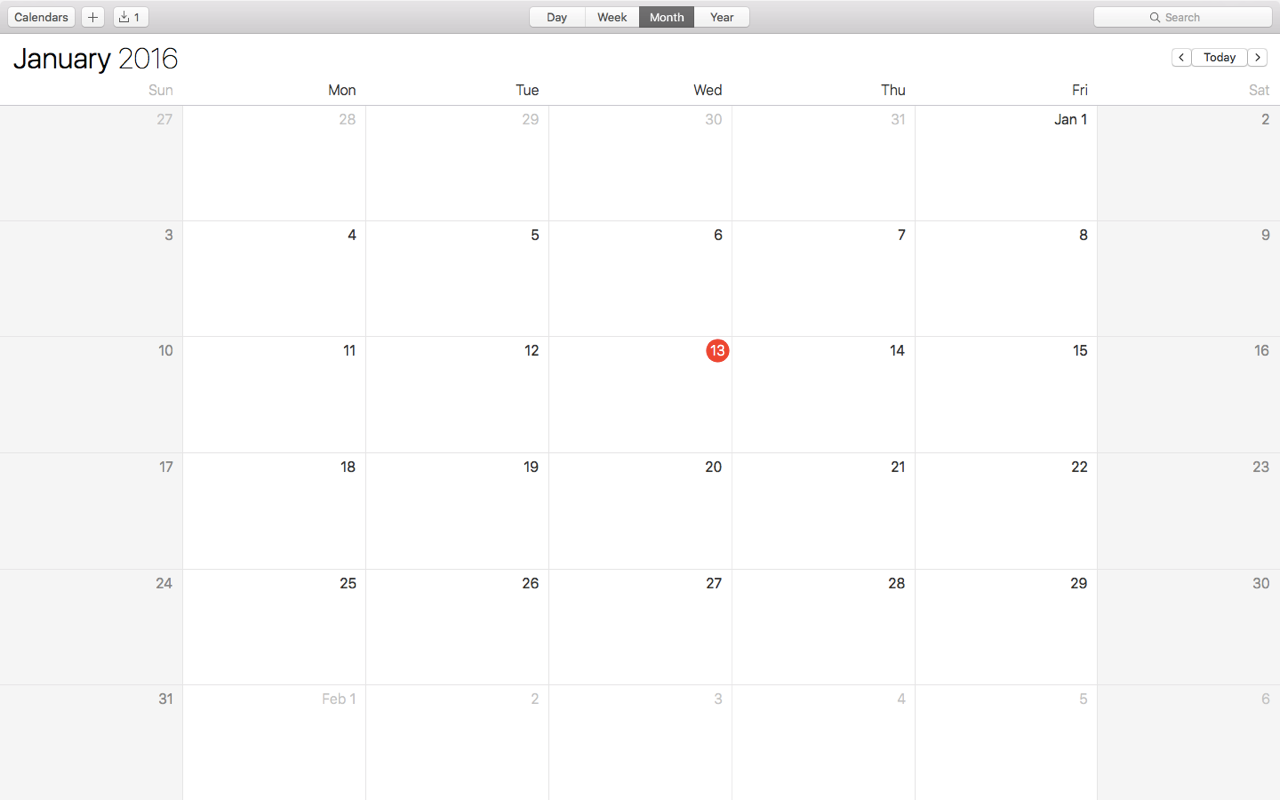 Calendars + 1 Day Week Month Year Search
January 2016 < Today >
Sun Mon Tue Wed Thu Fri Sat
27 28 29 30 31 Jan 1 2
3 4 5 6 7 8 9
10 11 12 13 14 15 16
17 18 19 20 21 22 23
24 25 26 27 28 29 30
31 Feb 1 2 3 4 5 6